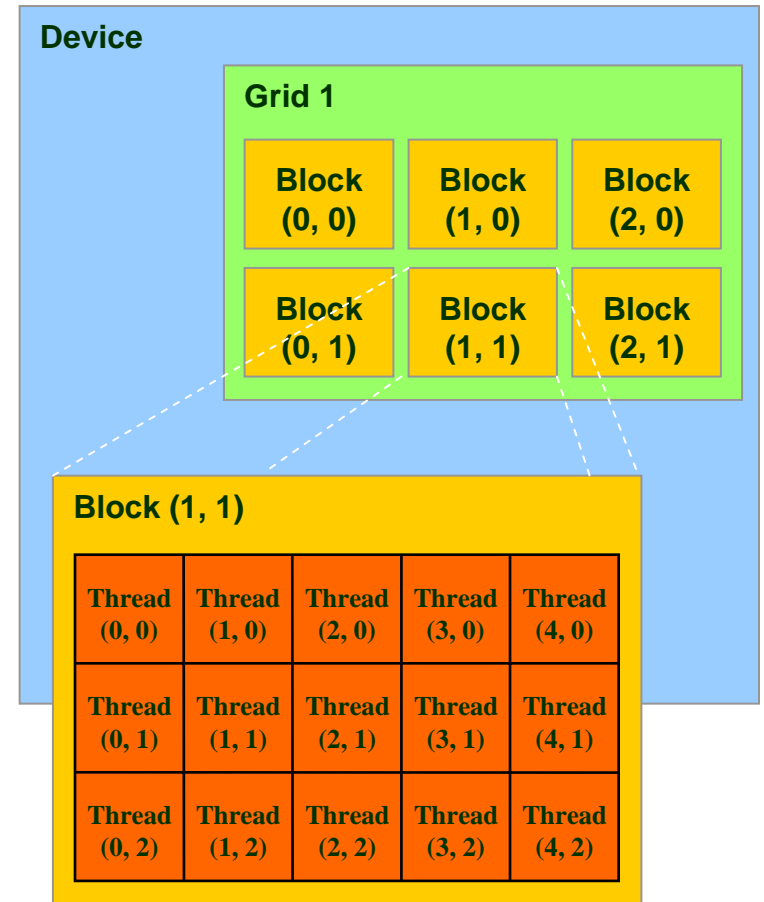 Device
Grid 1
Block Block Block
(0, 0) (1, 0) (2, 0)
Block Block Block
(0, 1) (1, 1) (2, 1)
Block (1, 1)
Thread Thread Thread Thread Thread
(0, 0) (1, 0) (2, 0) (3, 0) (4, 0)
Thread Thread Thread Thread Thread
(0, 1) (1, 1) (2, 1) (3, 1) (4, 1)
Thread Thread Thread Thread Thread
(0, 2) (1, 2) (2, 2) (3, 2) (4, 2)